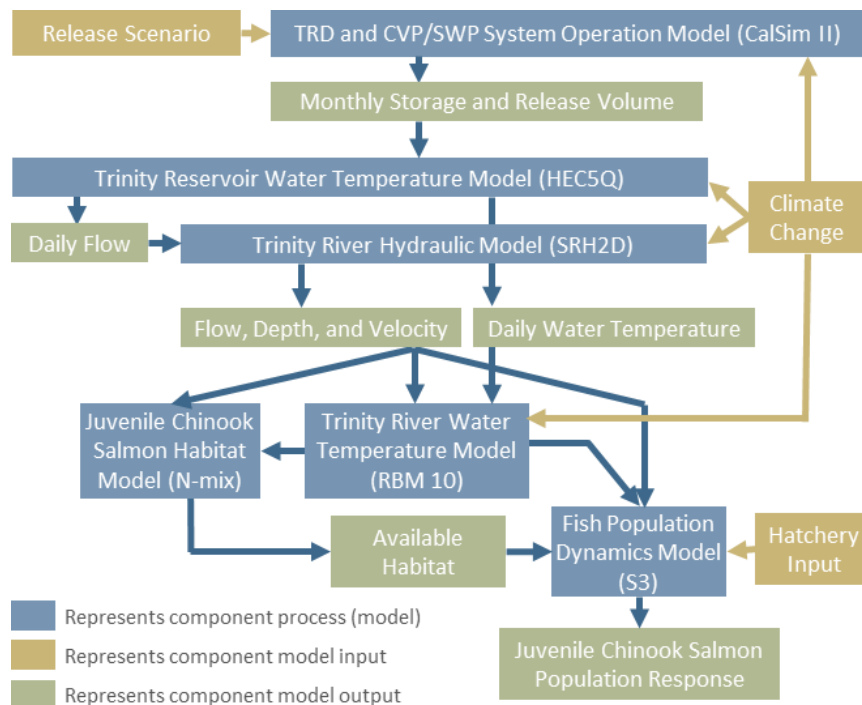 Release Scenario
TRD and CVP/SWP System Operation Model (CalSim II)
Monthly Storage and Release Volume
Trinity Reservoir Water Temperature Model (HEC5Q)
Climate
Change
Daily Flow
Trinity River Hydraulic Model (SRH2D)
Flow, Depth, and Velocity
Daily Water Temperature
Juvenile Chinook
Salmon Habitat
Model (N-mix)
Trinity River Water
Temperature Model
(RBM 10)
Available
Habitat
Fish Population
Dynamics Model
(S3)
Hatchery
Input
Represents component process (model)
Represents component model input
Represents component model output
Juvenile Chinook Salmon
Population Response